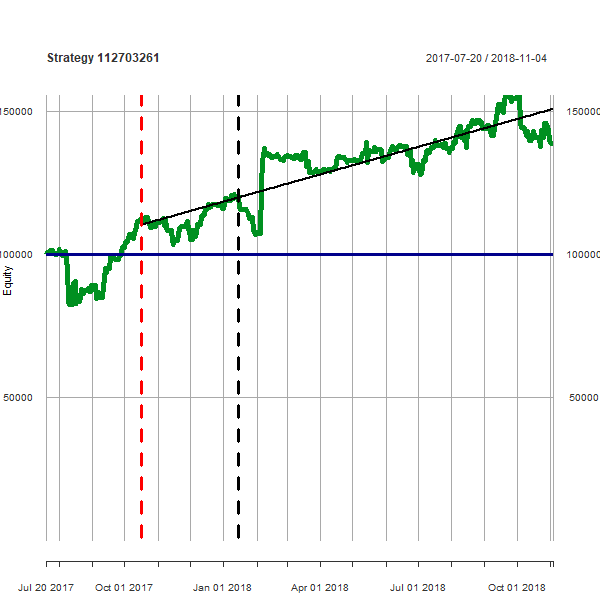 Strategy 112703261
2017-07-20 / 2018-11-04
150000
150000
100000
100000
Equity
50000
50000
Jul 20 2017
Oct 01 2017
Jan 01 2018
Apr 01 2018
Jul 01 2018
Oct 01 2018